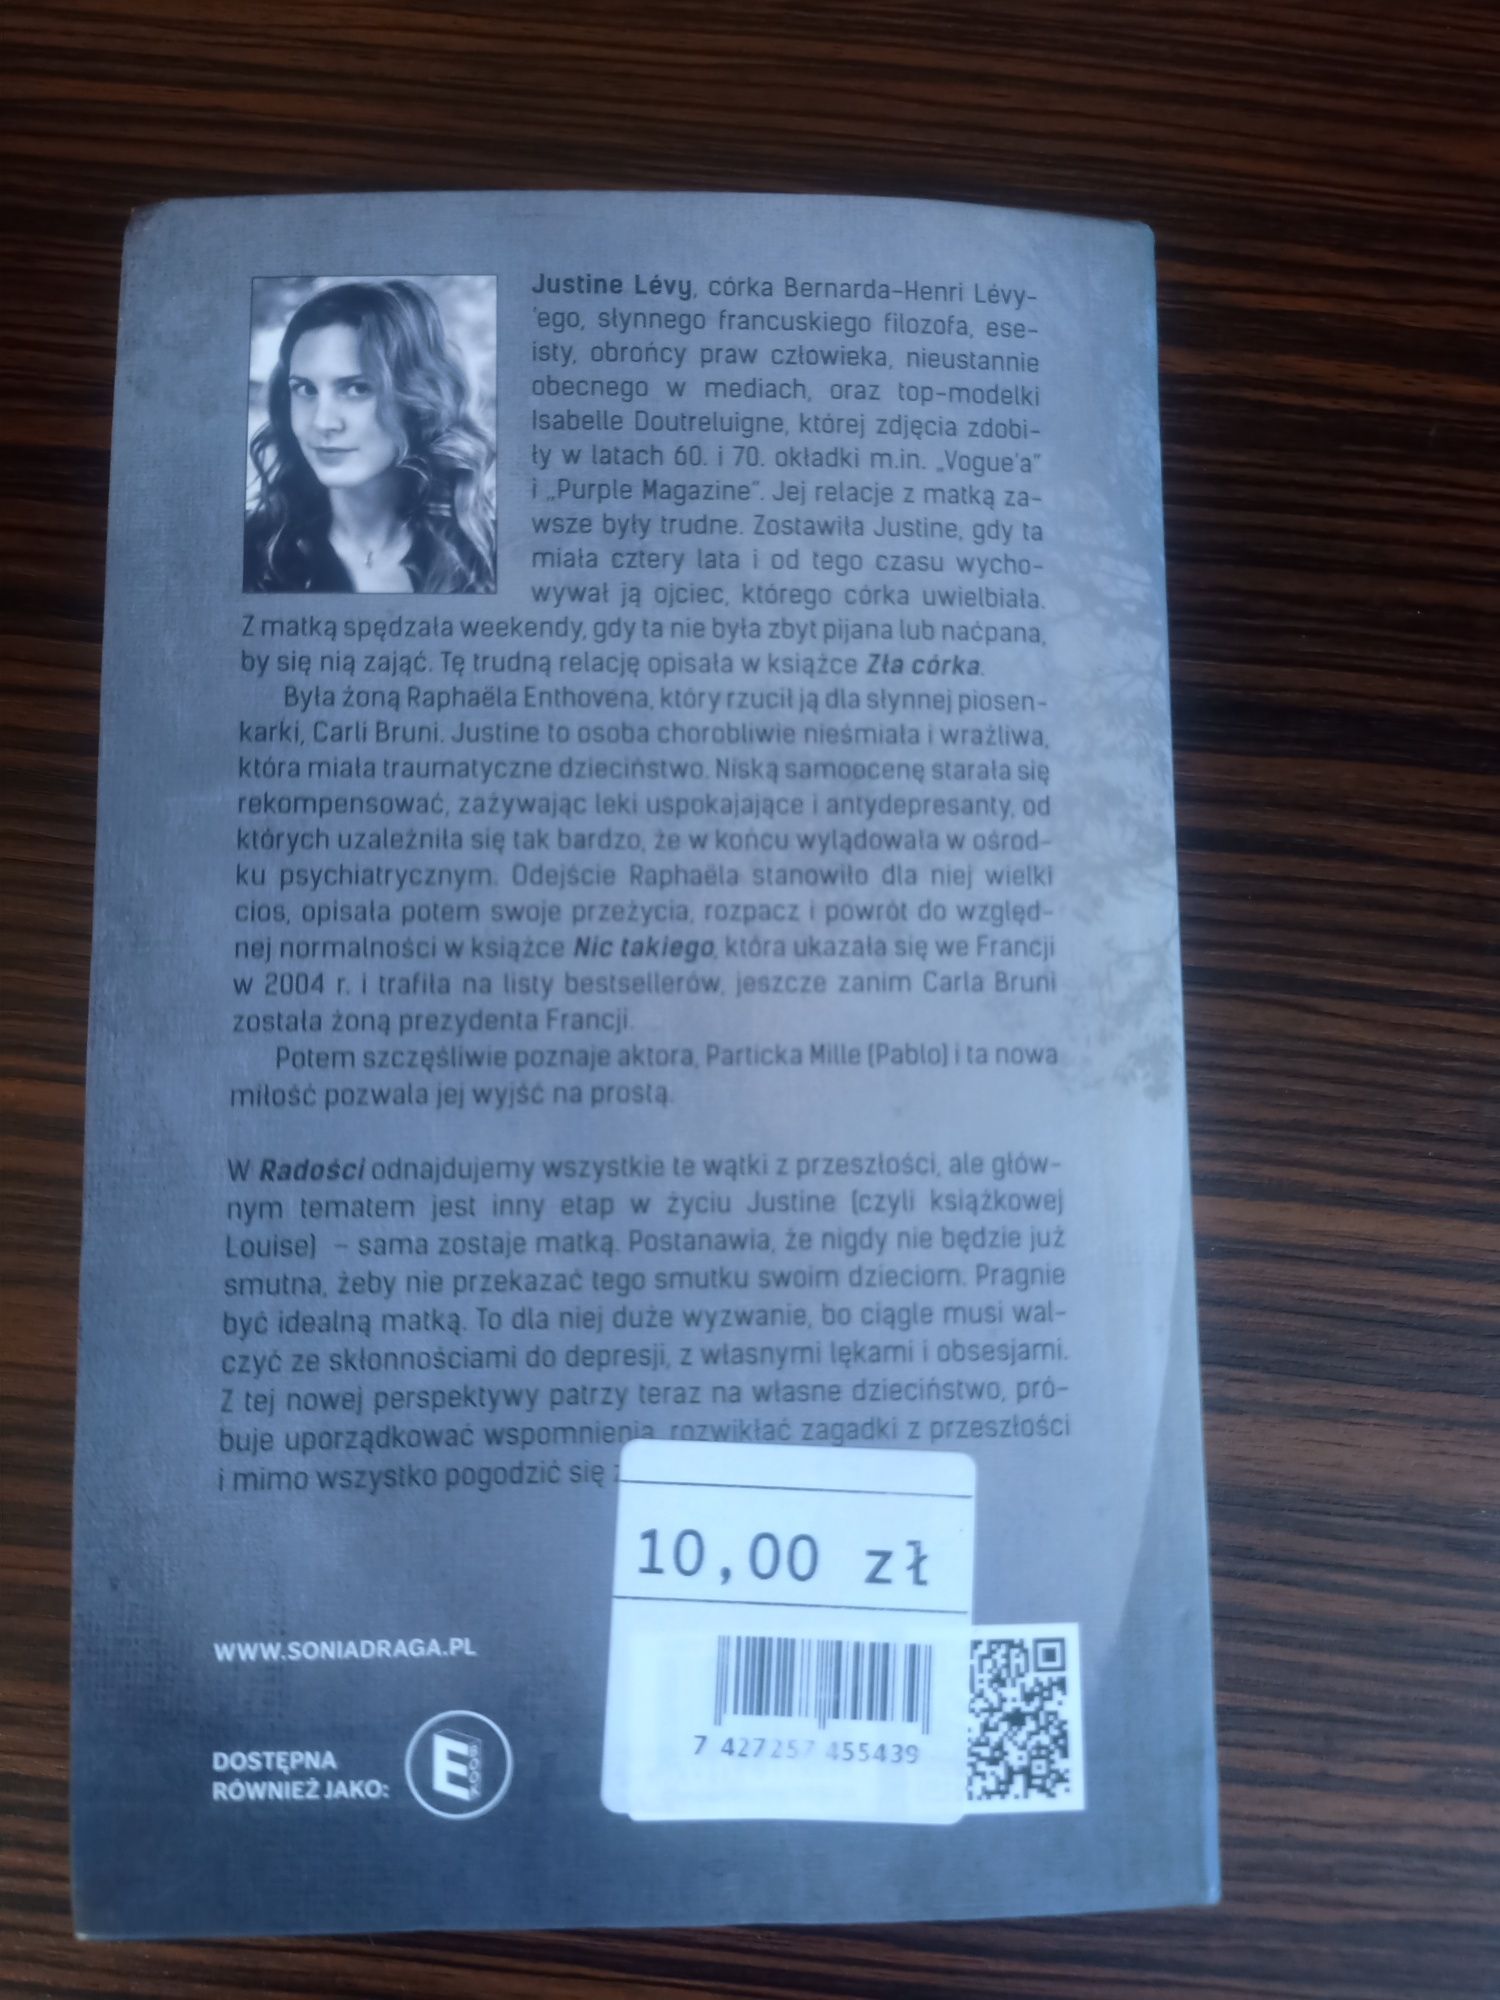 Justine Lévy, córka Bernarda-Henri Lévy-
'ego, słynnego francuskiego filozofa, ese-
isty, obrońcy praw człowieka, nieustannie
obecnego w mediach, oraz top-modelki
Isabelle Doutreluigne, której zdjęcia zdobi-
ły w latach 60. i 70. okładki m.in. „Vogue'a”
i „Purple Magazine”. Jej relacje z matką za-
wsze były trudne. Zostawiła Justine, gdy ta
miała cztery lata i od tego czasu wycho-
wywał ją ojciec, którego córka uwielbiała.
Z matką spędzała weekendy, gdy ta nie była zbyt pijana lub naćpana,
by się nią zająć. Tę trudną relację opisała w książce Zła córka.
Była żoną Raphaëla Enthovena, który rzucił ją dla słynnej piosen-
karki, Carli Bruni. Justine to osoba chorobliwie nieśmiała i wrażliwa,
która miała traumatyczne dzieciństwo. Niską samoocenę starała się
rekompensować, zażywając leki uspokajające i antydepresanty, od
których uzależniła się tak bardzo, że w końcu wylądowała w ośrod-
ku psychiatrycznym. Odejście Raphaëla stanowiło dla niej wielki
cios, opisała potem swoje przeżycia, rozpacz i powrót do względ-
nej normalności w książce Nic takiego, która ukazała się we Francji
w 2004 r. i trafiła na listy bestsellerów, jeszcze zanim Carla Bruni
została żoną prezydenta Francji.
Potem szczęśliwie poznaje aktora, Particka Mille (Pablo) i ta nowa
miłość pozwala jej wyjść na prostą.
W Radości odnajdujemy wszystkie te wątki z przeszłości, ale głów-
nym tematem jest inny etap w życiu Justine (czyli książkowej
Louise) – sama zostaje matką. Postanawia, że nigdy nie będzie już
smutna, żeby nie przekazać tego smutku swoim dzieciom. Pragnie
być idealną matką. To dla niej duże wyzwanie, bo ciągle musi wal-
czyć ze skłonnościami do depresji, z własnymi lękami i obsesjami.
Z tej nowej perspektywy patrzy teraz na własne dzieciństwo, pró-
buje uporządkować wspomnienia, rozwikłać zagadki z przeszłości
i mimo wszystko pogodzić się
10,00 zł
7 427257 455439
WWW.SONIADRAGA.PL
DOSTĘPNA
RÓWNIEŻ JAKO:
E BOOK